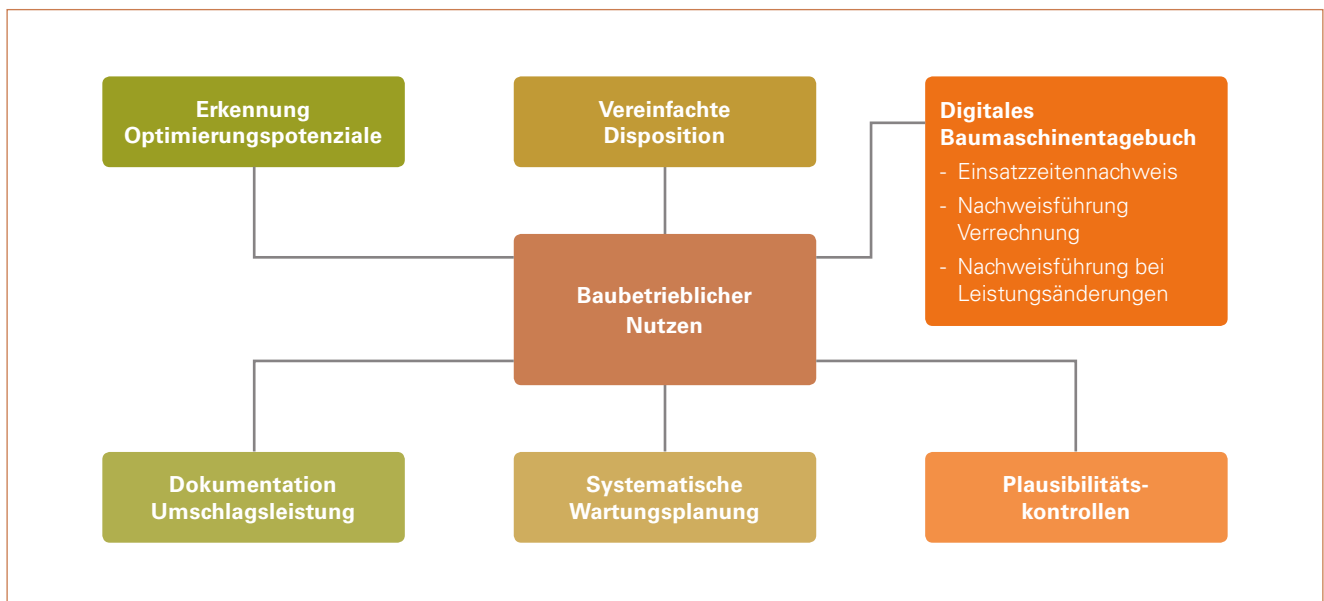 Erkennung
Optimierungspotenziale
Vereinfachte
Disposition
Digitales
Baumaschinentagebuch
- Einsatzzeitennachweis
- Nachweisführung
Verrechnung
- Nachweisführung bei
Leistungsänderungen
Baubetrieblicher
Nutzen
Dokumentation
Umschlagsleistung
Systematische
Wartungsplanung
Plausibilitäts-
kontrollen